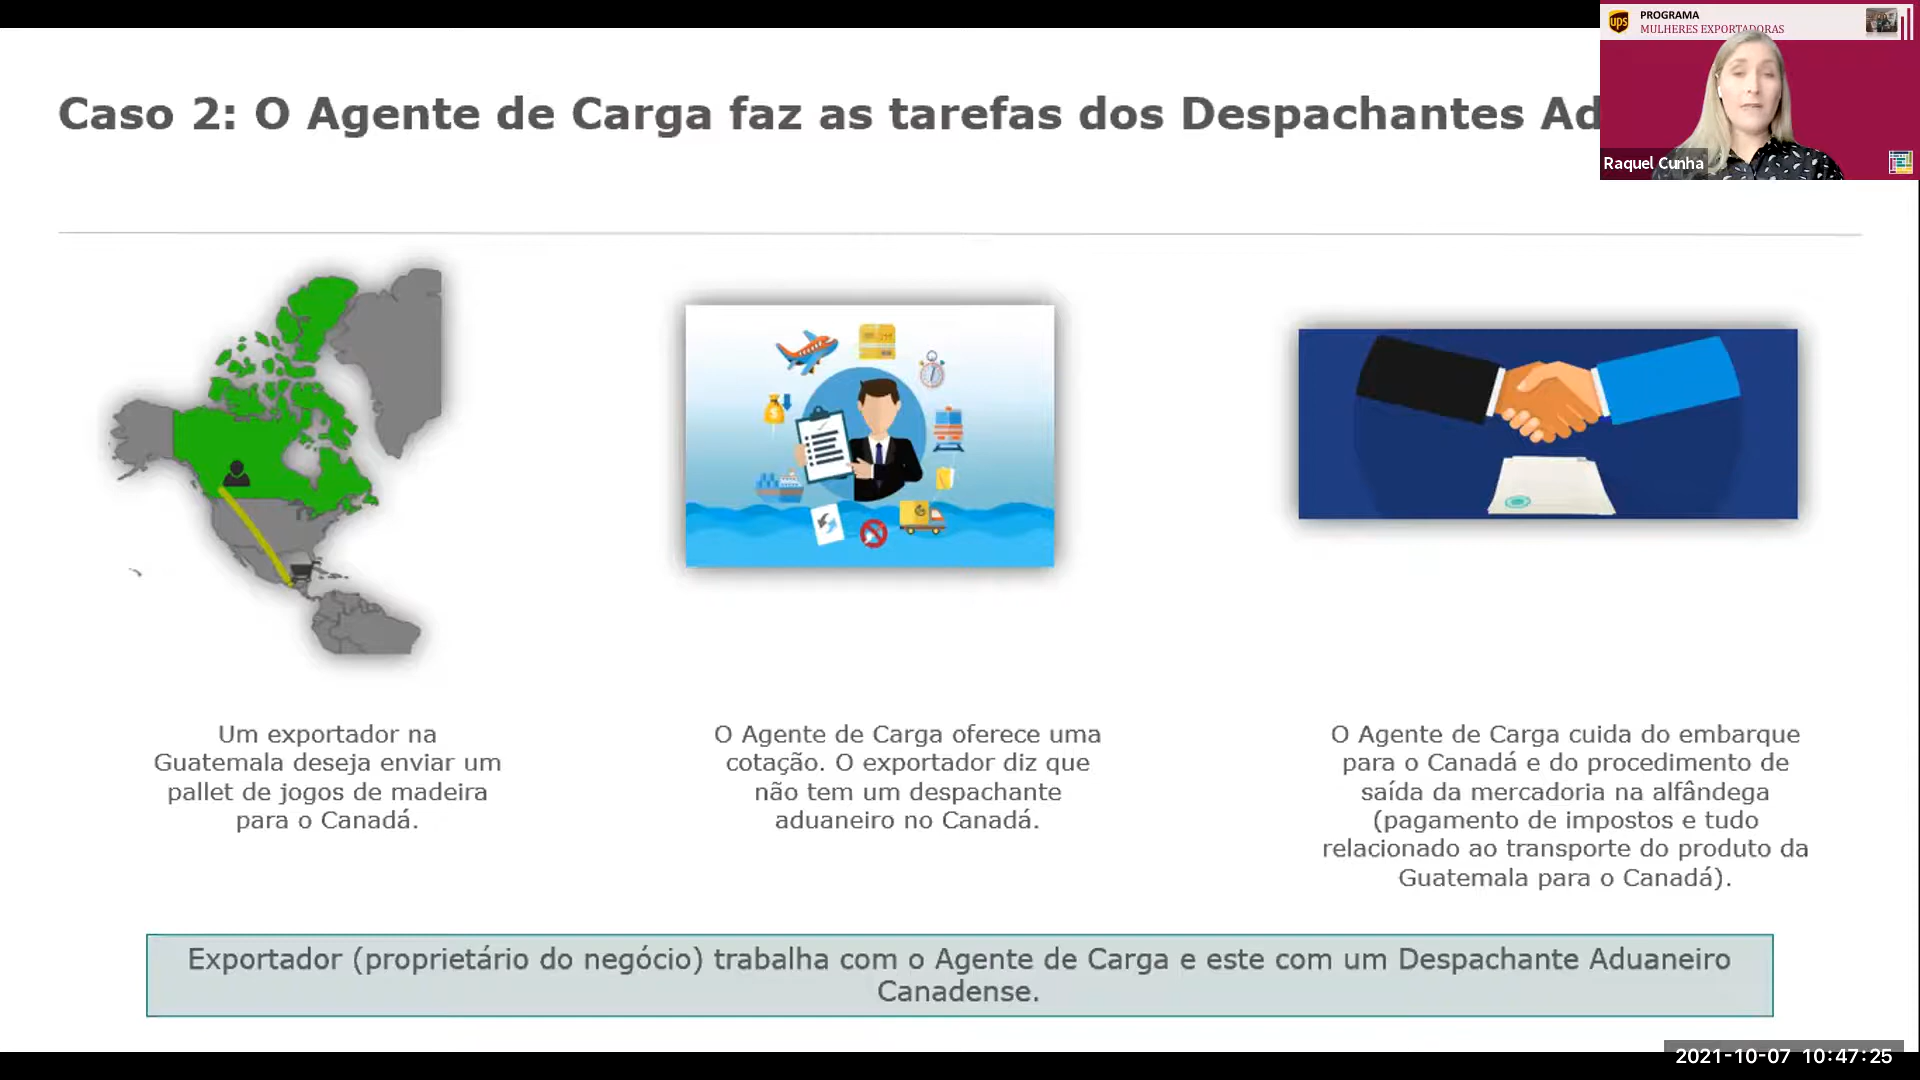 ups
PROGRAMA
MULHERES EXPORTADORAS
Caso 2: O Agente de Carga faz as tarefas dos Despachantes Ad
Raquel Cunha
Um exportador na
Guatemala deseja enviar um
pallet de jogos de madeira
para o Canadá.
O Agente de Carga oferece uma
cotação. O exportador diz que
não tem um despachante
aduaneiro no Canadá.
O Agente de Carga cuida do embarque
para o Canadá e do procedimento de
saída da mercadoria na alfândega
(pagamento de impostos e tudo
relacionado ao transporte do produto da
Guatemala para o Canadá).
Exportador (proprietário do negócio) trabalha com o Agente de Carga e este com um Despachante Aduaneiro
Canadense.
2021-10-07 10:47:25